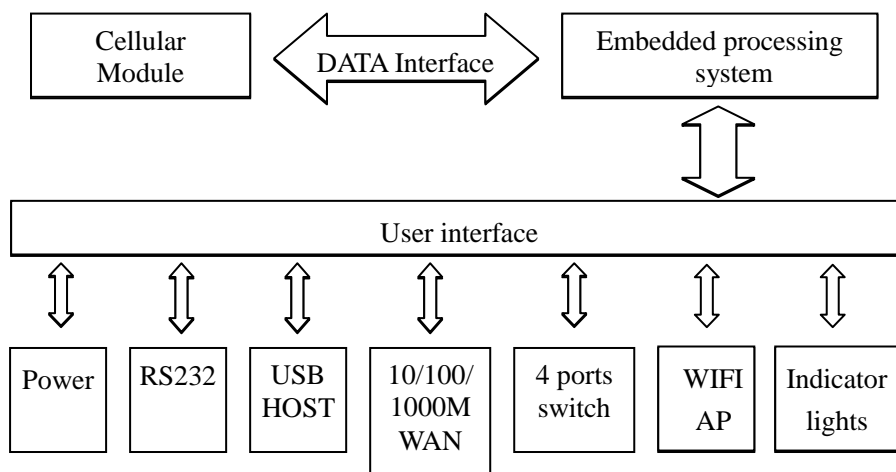 Cellular
Module
DATA Interface
Embedded processing
system
User interface
Power
RS232
USB
HOST
10/100/
1000M
WAN
4 ports
switch
WIFI
AP
Indicator
lights